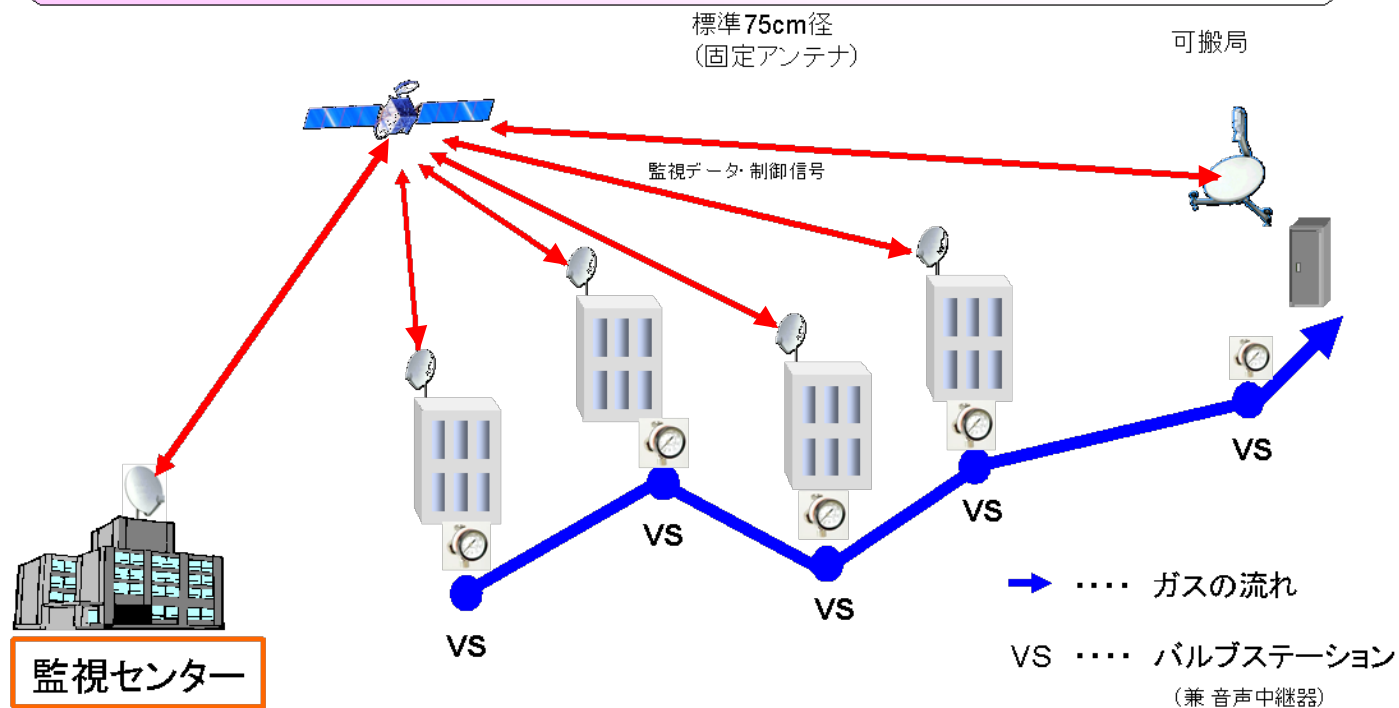 標準75cm径
(固定アンテナ)
可搬局
監視データ・制御信号
VS
VS
VS
VS
VS
・・・・ ガスの流れ
VS ・・・・ バルブステーション
(兼 音声中継器)
監視センター